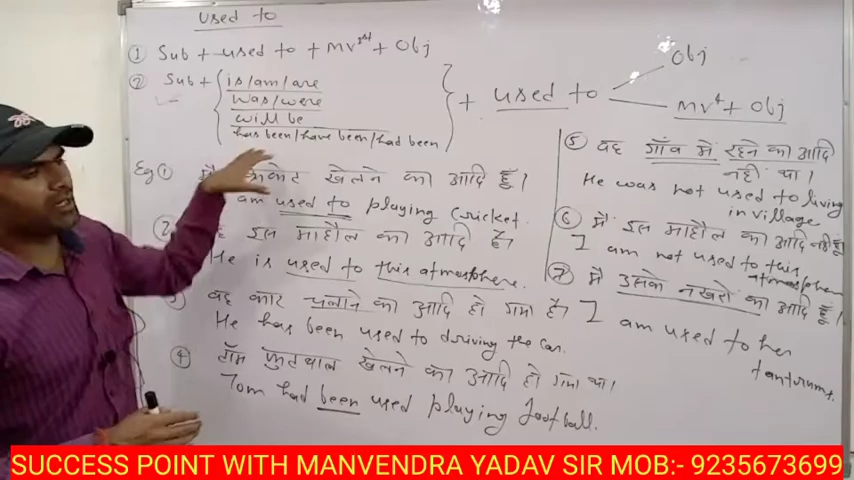 used to
① Sub + used to + mv 1st + obj
② Sub + { is/am/are
was/were
will be
has been/have been/had been } + used to
obj
mv 4 + obj
Eg ① मैं क्रिकेट खेलने का आदि हूँ।
am used to playing cricket.
② इस माहौल का आदि है।
He is used to this atmosphere.
वह कार चलाने का आदि हो गया है।
He has been used to driving the car.
④ टॉम फुटबाल खेलने का आदि हो गया था।
Tom had been used playing football.
⑤ वह गाँव मे रहने का आदि
नही था।
He was not used to living
in village
⑥ मैं इस माहौल का आदि नही हूँ
I am not used to this
atmosphere
⑦ मैं उसके नखरो का आदि हूँ।
I am used to her
tantrums.
SUCCESS POINT WITH MANVENDRA YADAV SIR MOB:- 9235673699